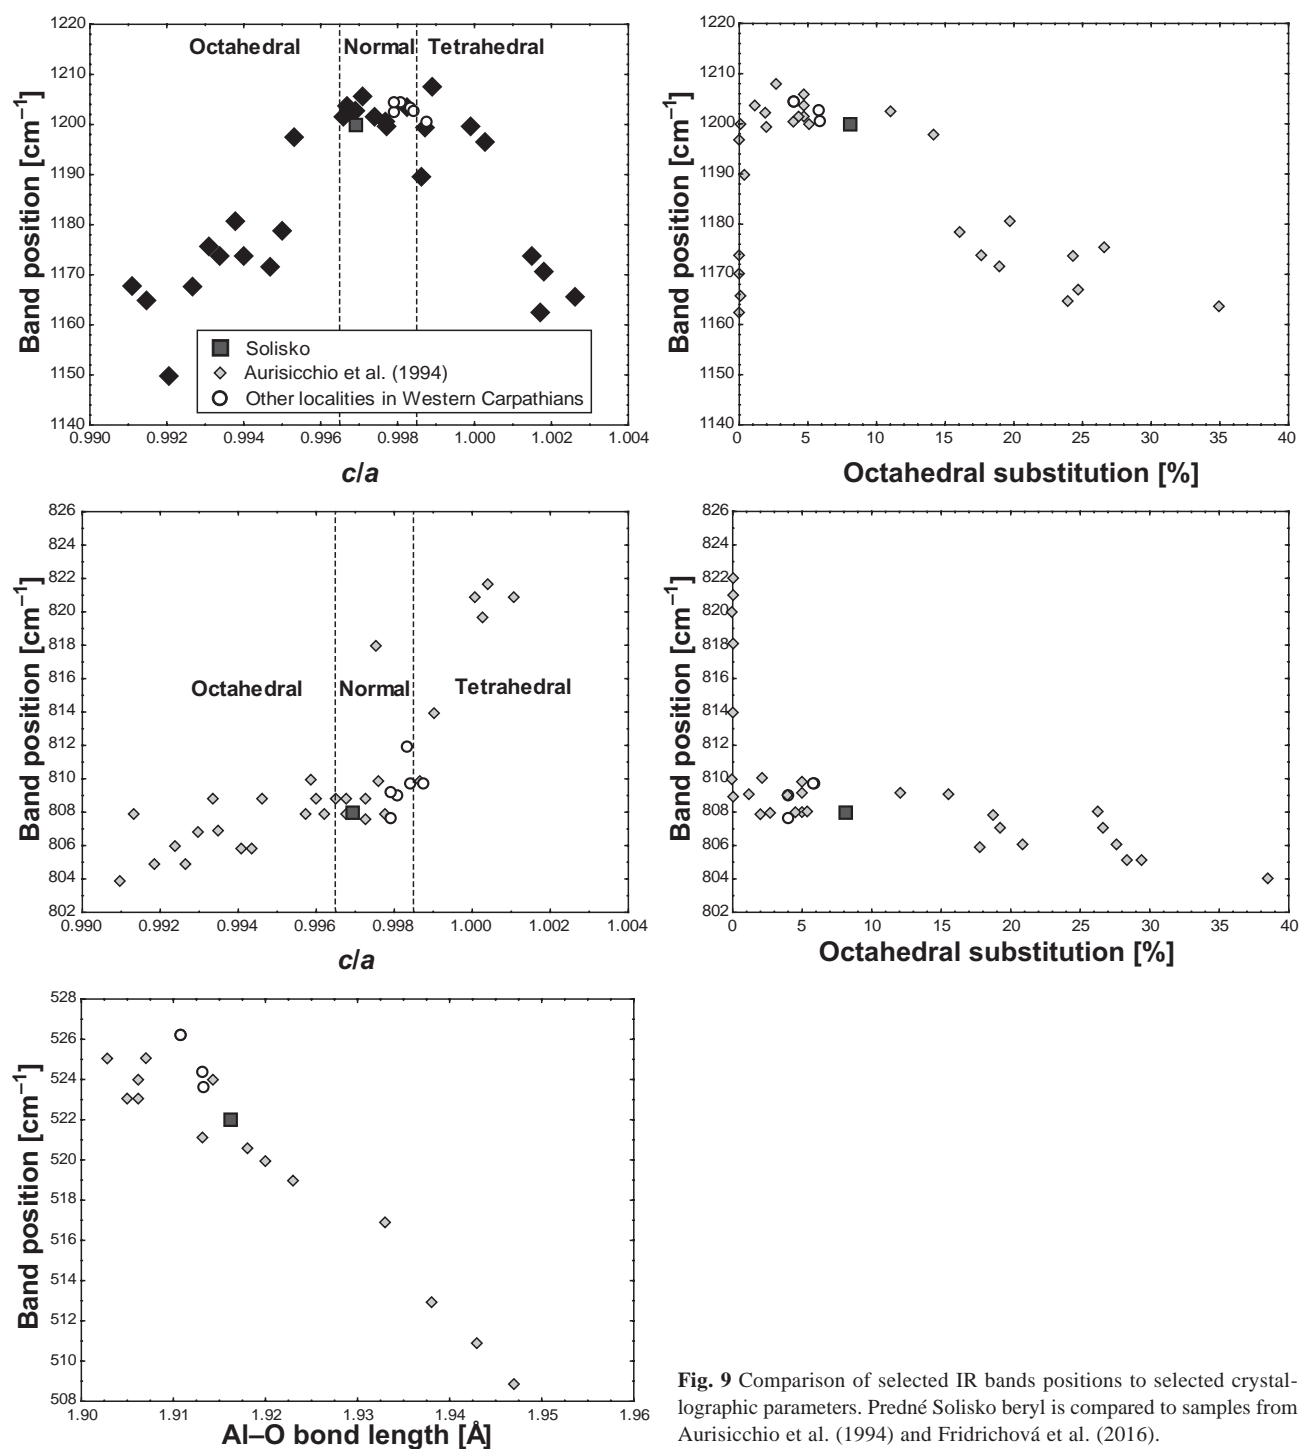 1220
1210
1200
1190
1180
1170
1160
1150
1140
Band position [cm⁻¹]
Octahedral Normal Tetrahedral
Solisko
Aurisicchio et al. (1994)
Other localities in Western Carpathians
0.990 0.992 0.994 0.996 0.998 1.000 1.002 1.004
c/a
1220
1210
1200
1190
1180
1170
1160
1150
1140
Band position [cm⁻¹]
0 5 10 15 20 25 30 35 40
Octahedral substitution [%]
826
824
822
820
818
816
814
812
810
808
806
804
802
Band position [cm⁻¹]
Octahedral Normal Tetrahedral
0.990 0.992 0.994 0.996 0.998 1.000 1.002 1.004
c/a
826
824
822
820
818
816
814
812
810
808
806
804
802
Band position [cm⁻¹]
0 5 10 15 20 25 30 35 40
Octahedral substitution [%]
528
526
524
522
520
518
516
514
512
510
508
Band position [cm⁻¹]
1.90 1.91 1.92 1.93 1.94 1.95 1.96
Al–O bond length [Å]
Fig. 9 Comparison of selected IR bands positions to selected crystal-
lographic parameters. Predné Solisko beryl is compared to samples from
Aurisicchio et al. (1994) and Fridrichová et al. (2016).